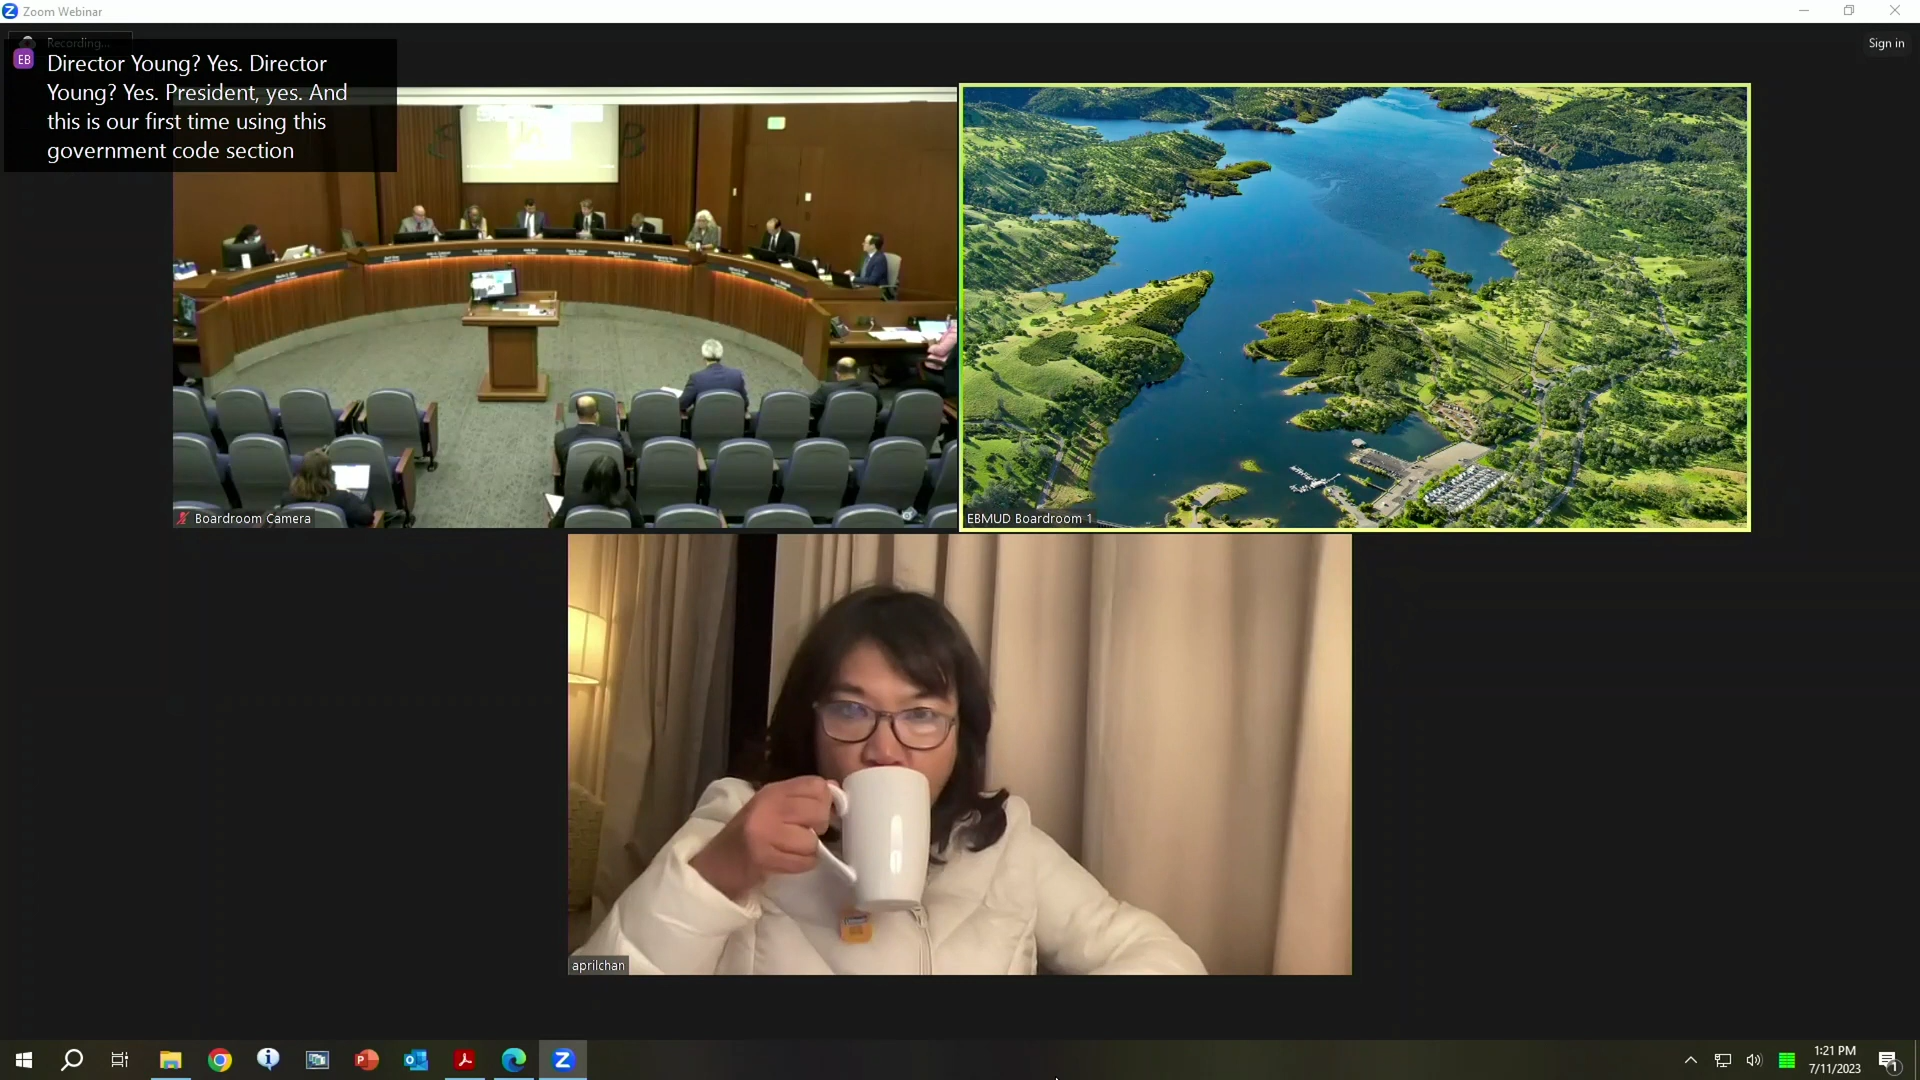 Zoom Webinar
Recording...
Sign in
EB
Director Young? Yes. Director
Young? Yes. President, yes. And
this is our first time using this
government code section
Boardroom Camera
EBMUD Boardroom 1
aprilchan
1:21 PM
7/11/2023
1